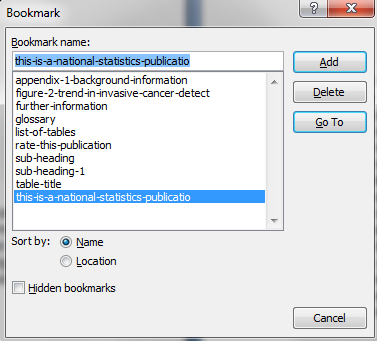 Bookmark
Bookmark name:
this-is-a-national-statistics-publicatio
Add
appendix-1-background-information
figure-2-trend-in-invasive-cancer-detect
further-information
glossary
list-of-tables
rate-this-publication
sub-heading
sub-heading-1
table-title
this-is-a-national-statistics-publicatio
Delete
Go To
Sort by:
Name
Location
Hidden bookmarks
Cancel